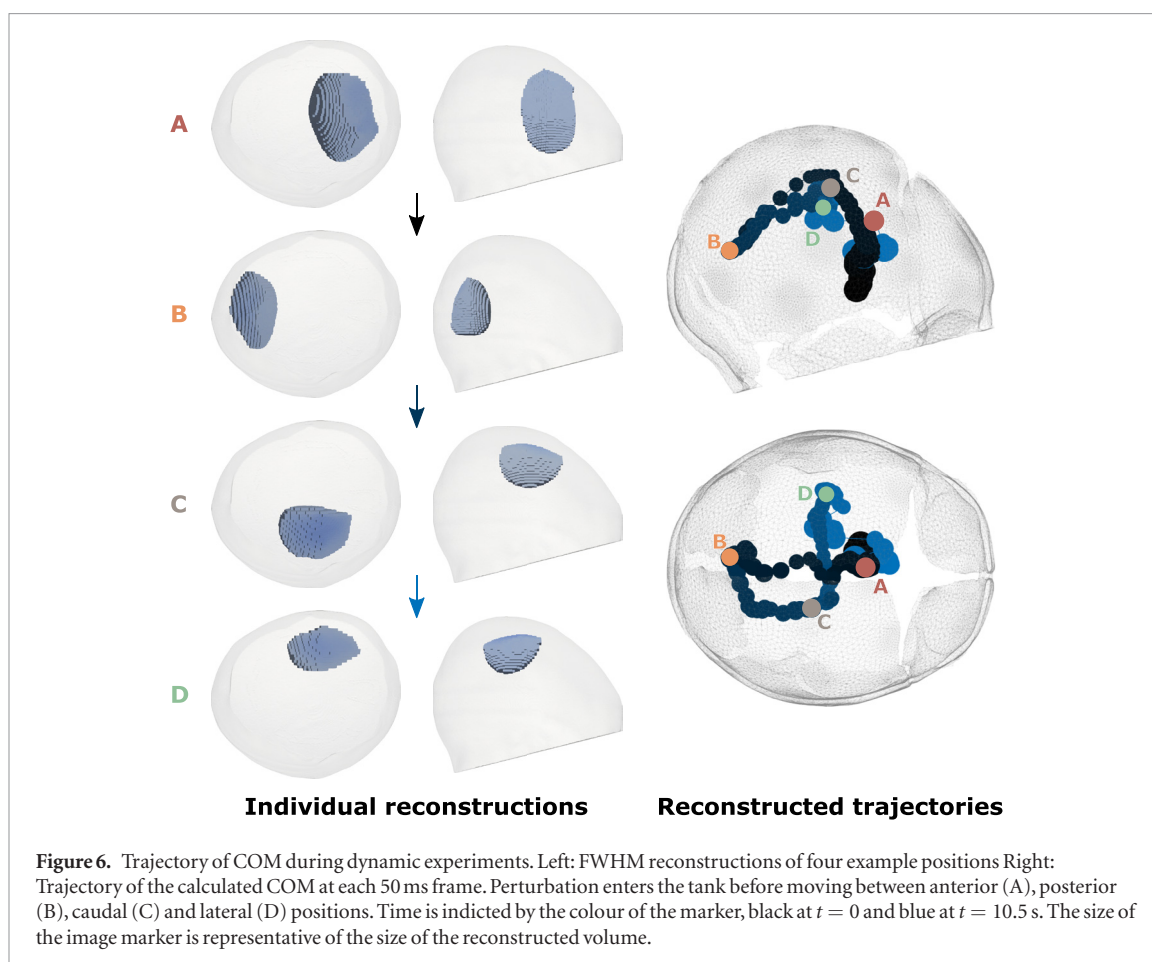 A
B
C
D
C
A
B
D
D
B
A
C
Individual reconstructions
Reconstructed trajectories
Figure 6. Trajectory of COM during dynamic experiments. Left: FWHM reconstructions of four example positions Right:
Trajectory of the calculated COM at each 50 ms frame. Perturbation enters the tank before moving between anterior (A), posterior
(B), caudal (C) and lateral (D) positions. Time is indicted by the colour of the marker, black at t = 0 and blue at t = 10.5 s. The size of
the image marker is representative of the size of the reconstructed volume.